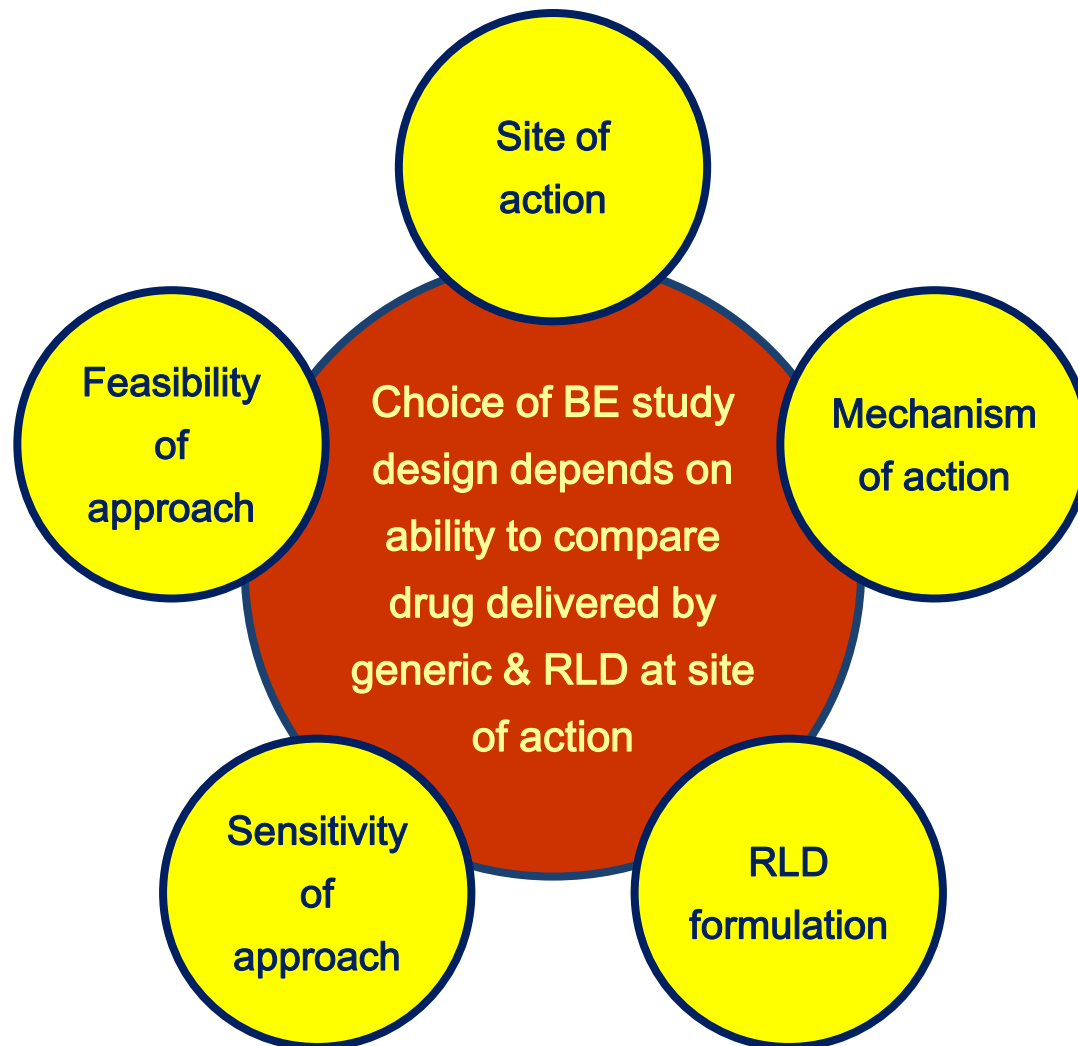 Site of
action
Mechanism
of action
RLD
formulation
Sensitivity
of
approach
Feasibility
of
approach
Choice of BE study
design depends on
ability to compare
drug delivered by
generic & RLD at site
of action